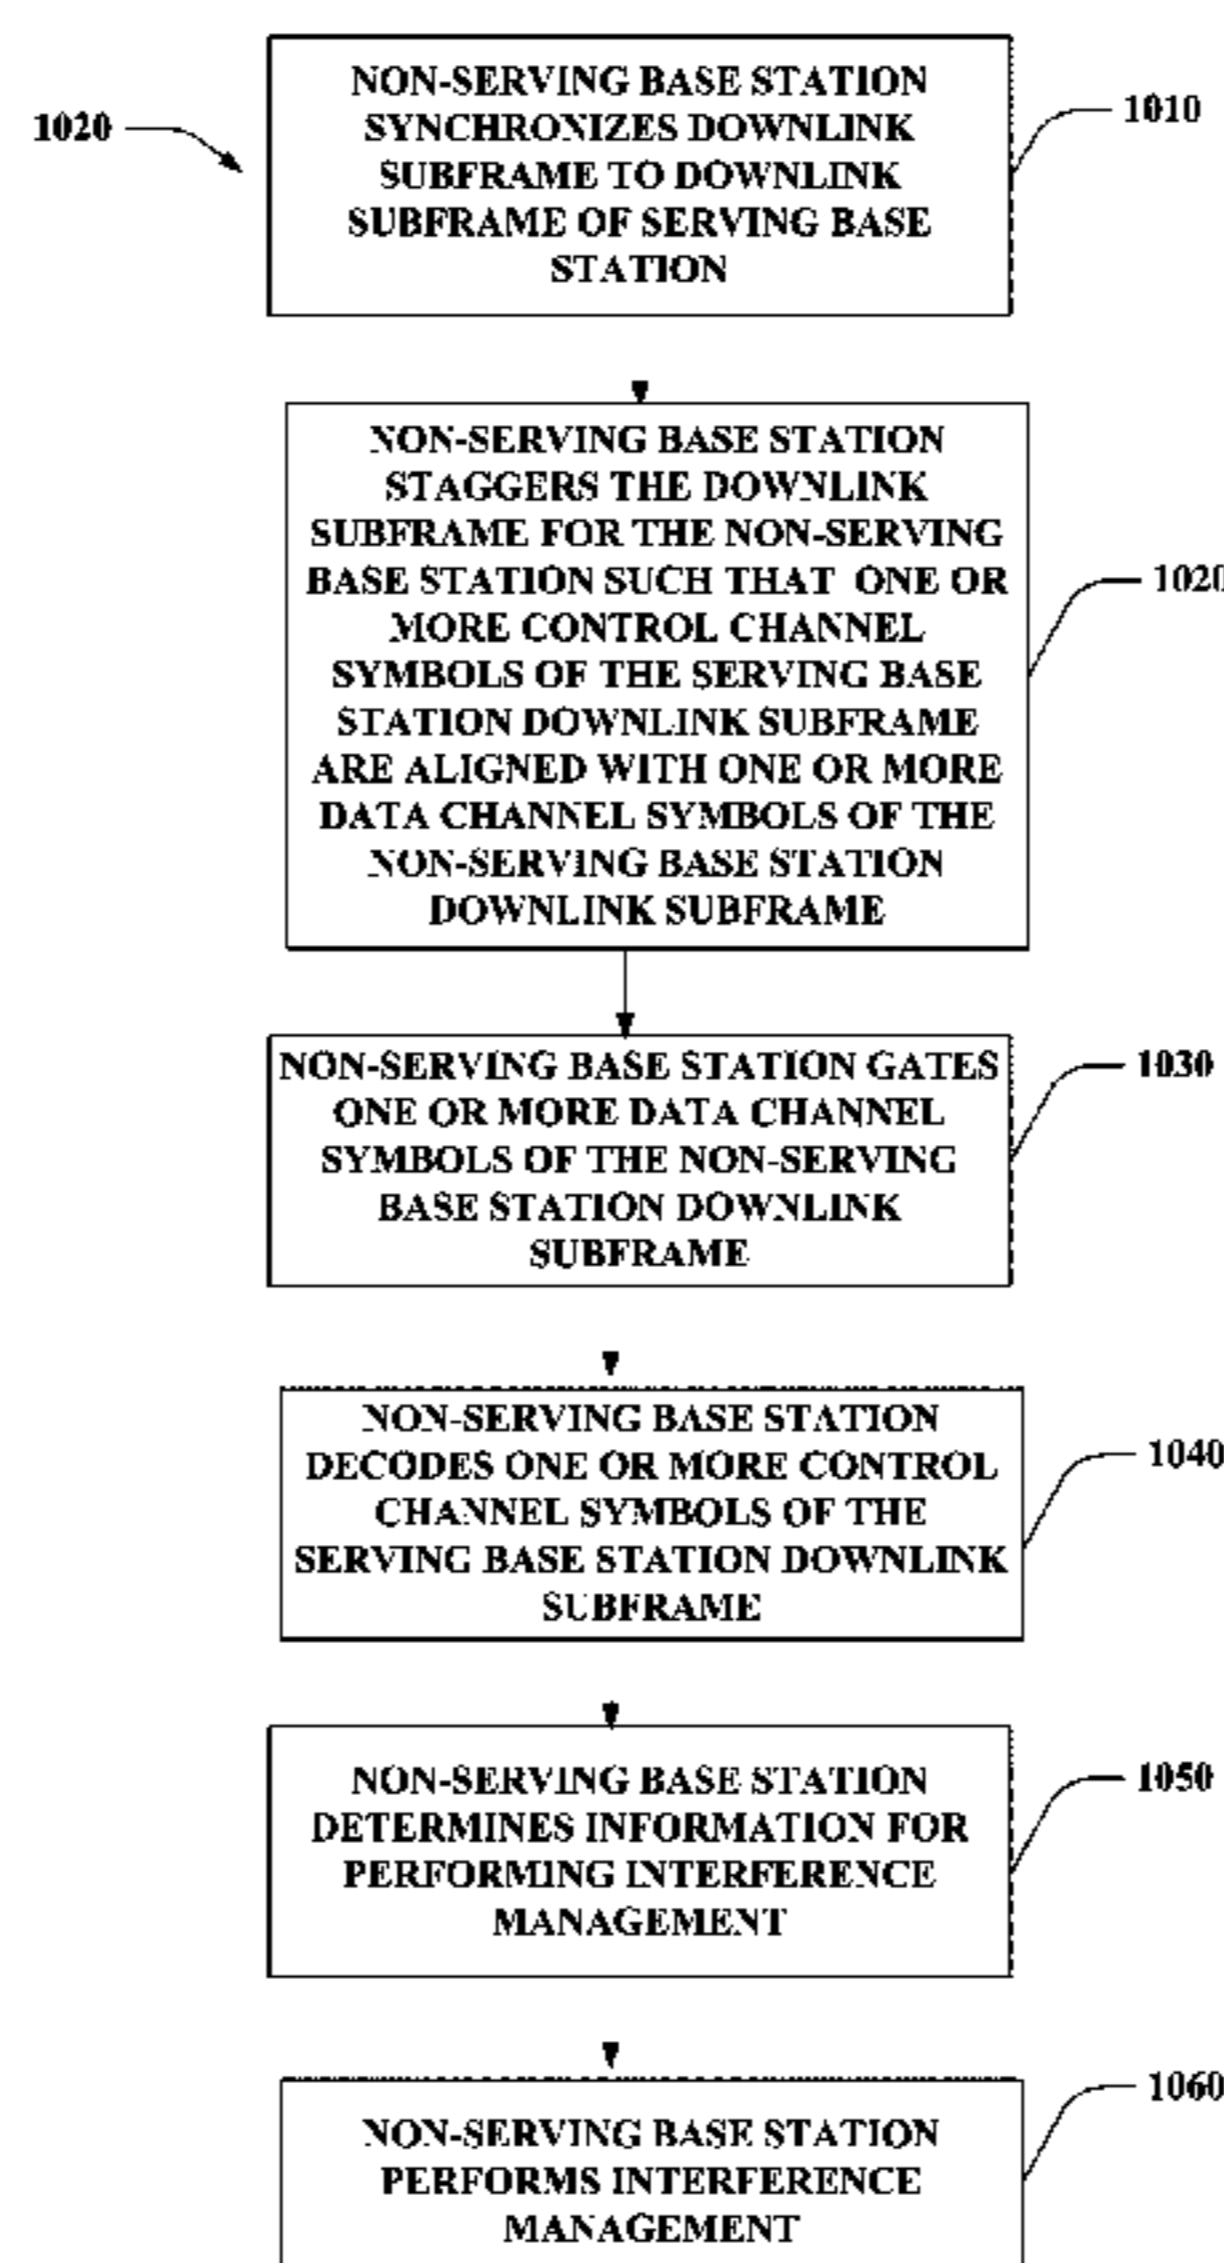 1020
NON-SERVING BASE STATION
SYNCHRONIZES DOWNLINK
SUBFRAME TO DOWNLINK
SUBFRAME OF SERVING BASE
STATION
1010
NON-SERVING BASE STATION
STAGGERS THE DOWNLINK
SUBFRAME FOR THE NON-SERVING
BASE STATION SUCH THAT ONE OR
MORE CONTROL CHANNEL
SYMBOLS OF THE SERVING BASE
STATION DOWNLINK SUBFRAME
ARE ALIGNED WITH ONE OR MORE
DATA CHANNEL SYMBOLS OF THE
NON-SERVING BASE STATION
DOWNLINK SUBFRAME
1020
NON-SERVING BASE STATION GATES
ONE OR MORE DATA CHANNEL
SYMBOLS OF THE NON-SERVING
BASE STATION DOWNLINK
SUBFRAME
1030
NON-SERVING BASE STATION
DECODES ONE OR MORE CONTROL
CHANNEL SYMBOLS OF THE
SERVING BASE STATION DOWNLINK
SUBFRAME
1040
NON-SERVING BASE STATION
DETERMINES INFORMATION FOR
PERFORMING INTERFERENCE
MANAGEMENT
1050
NON-SERVING BASE STATION
PERFORMS INTERFERENCE
MANAGEMENT
1060